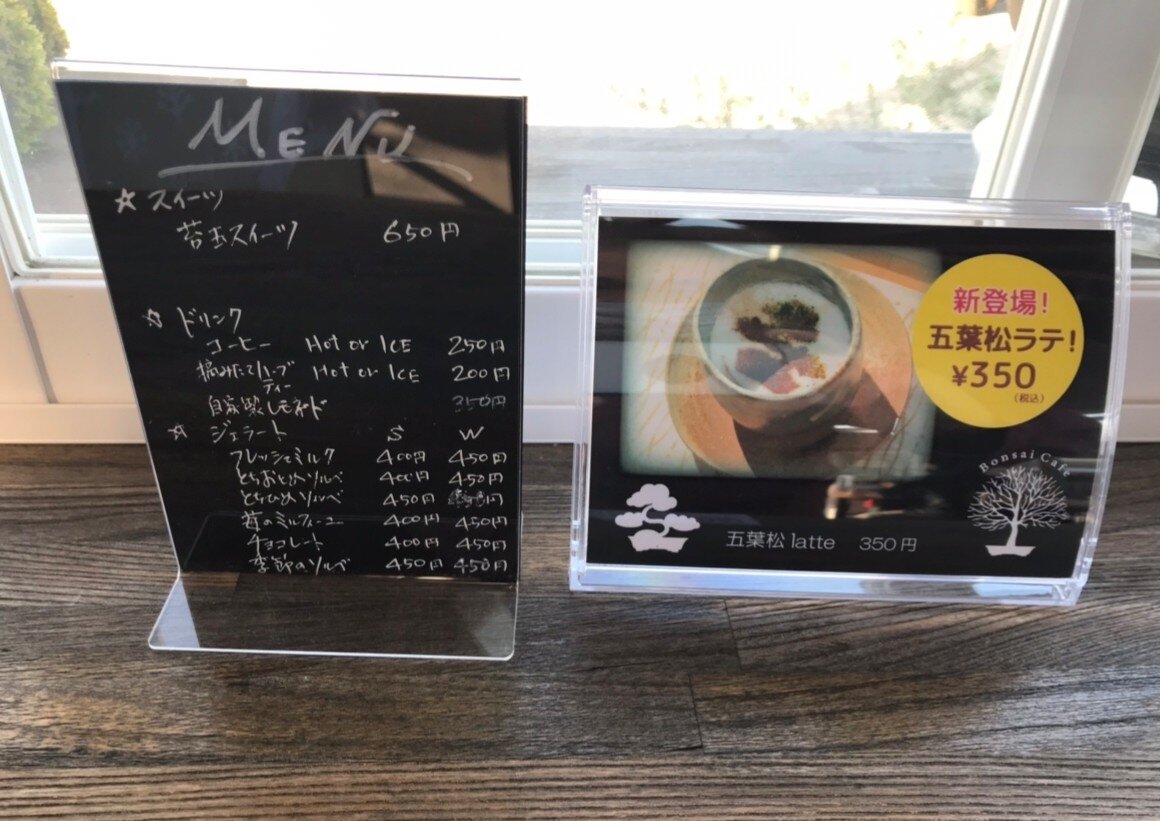 MENU
☆ スイーツ
苔玉スイーツ 650円
☆ ドリンク
コーヒー Hot or ICE 250円
摘みたてハーブティー Hot or ICE 200円
自家製レモネード 350円
☆ ジェラート S W
フレッシュミルク 400円 450円
とちおとめソルベ 400円 450円
とちひめソルベ 450円 円
苺のミルフィーユ 400円 450円
チョコレート 400円 450円
季節のソルベ 450円 450円
新登場!
五葉松ラテ!
¥350
(税込)
Bonsai Cafe
五葉松 latte 350円